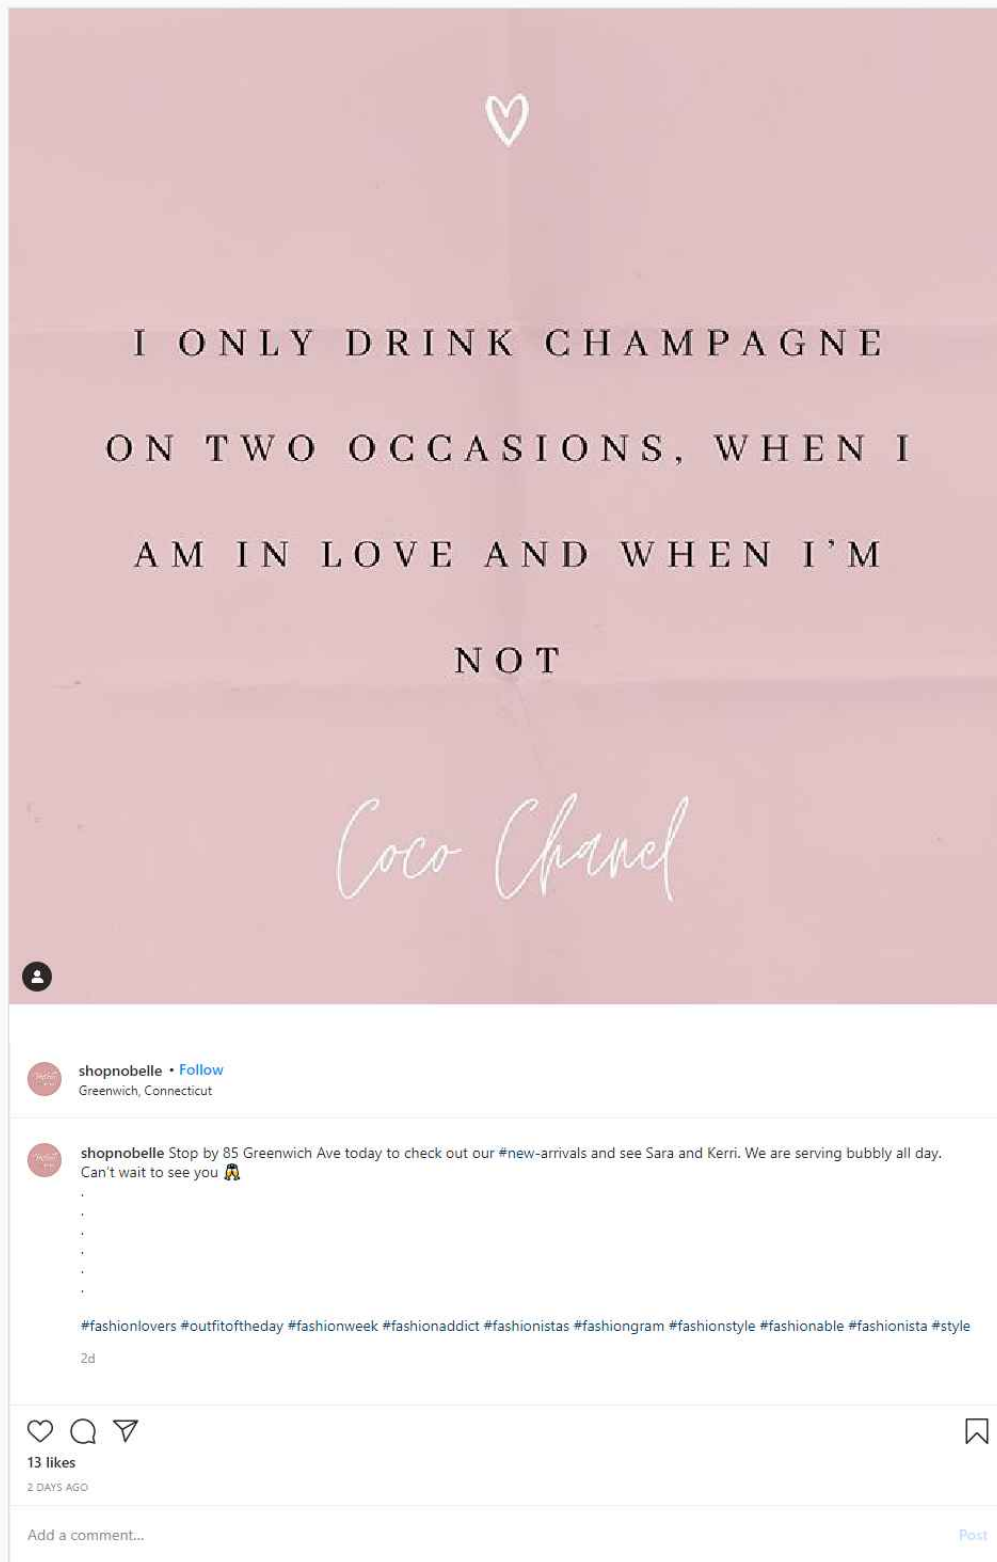 I ONLY DRINK CHAMPAGNE
ON TWO OCCASIONS, WHEN I
AM IN LOVE AND WHEN I’M
NOT
Coco Chanel
shopnobelle • Follow
Greenwich, Connecticut
shopnobelle Stop by 85 Greenwich Ave today to check out our #new-arrivals and see Sara and Kerri. We are serving bubbly all day.
Can't wait to see you 🥂
.
.
.
.
.
.
#fashionlovers #outfitoftheday #fashionweek #fashionaddict #fashionistas #fashiongram #fashionstyle #fashionable #fashionista #style
2d
13 likes
2 DAYS AGO
Add a comment...
Post